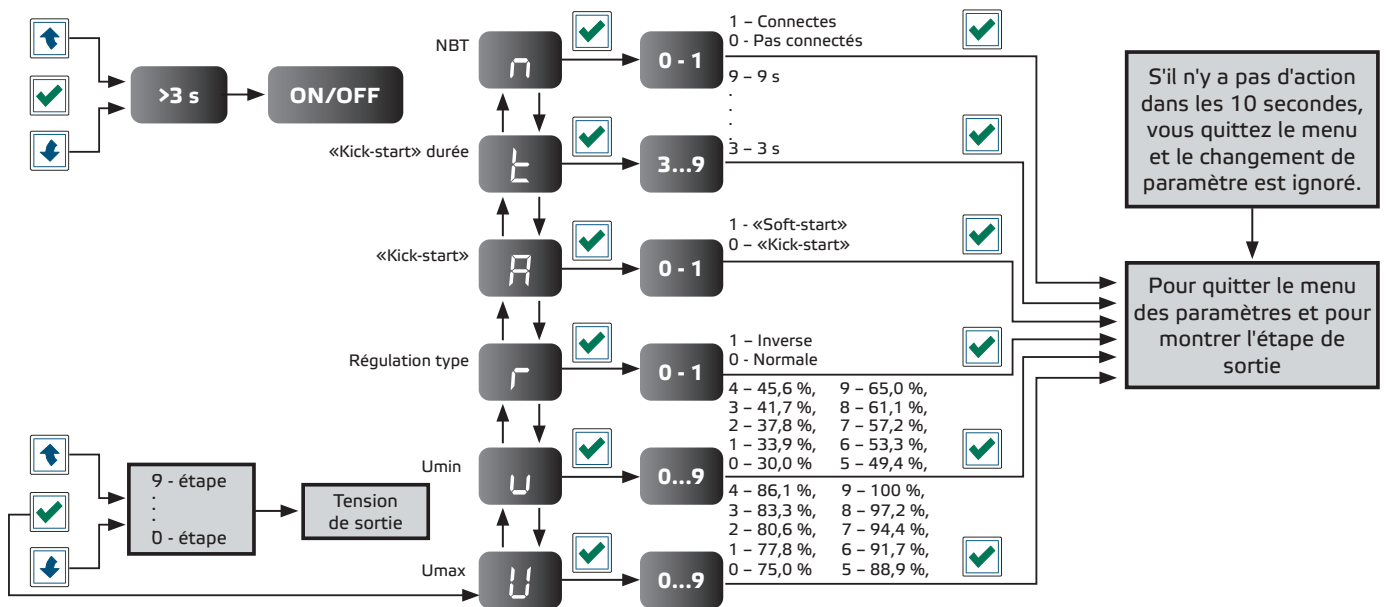 >3 s
ON/OFF
NBT
n
0 - 1
1 – Connectes
0 - Pas connectés
«Kick-start» durée
t
3...9
9 – 9 s
.
.
.
3 – 3 s
«Kick-start»
A
0 - 1
1 - «Soft-start»
0 – «Kick-start»
Régulation type
r
0 - 1
1 – Inverse
0 - Normale
Umin
u
0...9
4 – 45,6 %, 9 – 65,0 %,
3 – 41,7 %, 8 – 61,1 %,
2 – 37,8 %, 7 – 57,2 %,
1 – 33,9 %, 6 – 53,3 %,
0 – 30,0 % 5 – 49,4 %,
Umax
U
0...9
4 – 86,1 %, 9 – 100 %,
3 – 83,3 %, 8 – 97,2 %,
2 – 80,6 %, 7 – 94,4 %,
1 – 77,8 %, 6 – 91,7 %,
0 – 75,0 % 5 – 88,9 %,
9 - étape
.
.
.
0 - étape
Tension
de sortie
S'il n'y a pas d'action
dans les 10 secondes,
vous quittez le menu
et le changement de
paramètre est ignoré.
Pour quitter le menu
des paramètres et pour
montrer l'étape de
sortie